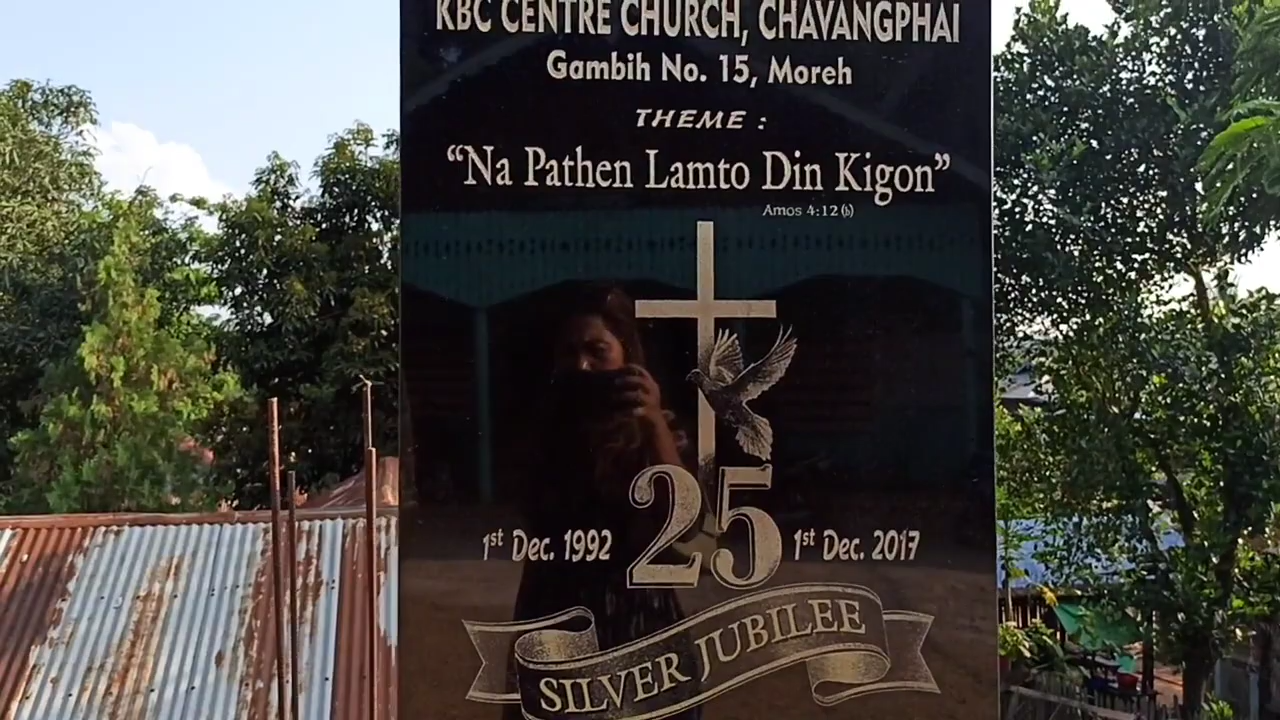 KBC CENTRE CHURCH, CHAVANGPHAI
Gambih No. 15, Moreh
THEME :
“Na Pathen Lamto Din Kigon”
Amos 4:12 (b)
25
1st Dec. 1992
1st Dec. 2017
SILVER JUBILEE